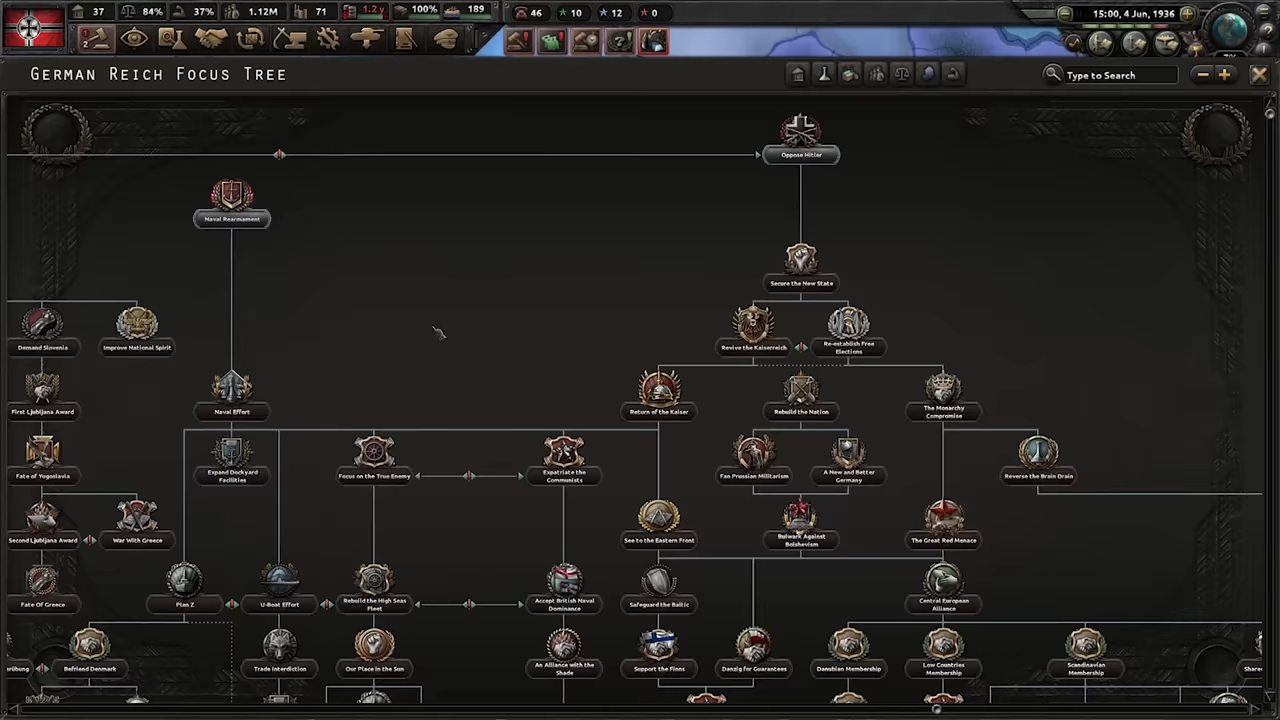 37
84%
37%
1.12M
71
1.2 y
100%
189
46
10
12
0
15:00, 4 Jun, 1936
2
German Reich Focus Tree
Type to Search
Oppose Hitler
Naval Rearmament
Secure the New State
Demand Slovenia
Improve National Spirit
Revive the Kaiserreich
Re-establish Free
Elections
First Ljubljana Award
Naval Effort
Return of the Kaiser
Rebuild the Nation
The Monarchy
Compromise
Fate of Yugoslavia
Expand Dockyard
Facilities
Focus on the True Enemy
Expatriate the
Communists
Fan Prussian Militarism
A New and Better
Germany
Reverse the Brain Drain
Second Ljubljana Award
War With Greece
See to the Eastern Front
Bulwark Against
Bolshevism
The Great Red Menace
Fate Of Greece
Plan Z
U-Boat Effort
Rebuild the High Seas
Fleet
Accept British Naval
Dominance
Safeguard the Baltic
Central European
Alliance
Befriend Denmark
Trade Interdiction
Our Place in the Sun
An Alliance with the
Shade
Support the Finns
Danzig for Guarantees
Danubian Membership
Low Countries
Membership
Scandinavian
Membership